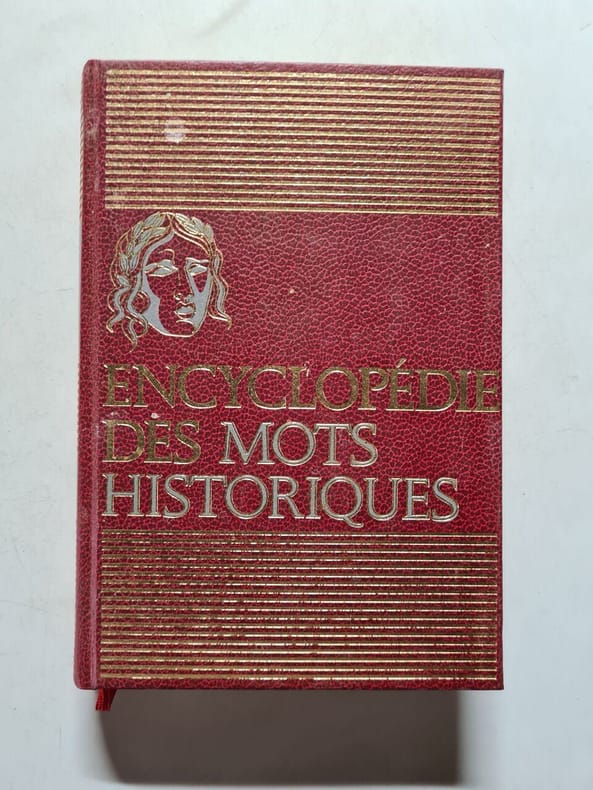 ENCYCLOPÉDIE
DES MOTS
HISTORIQUES